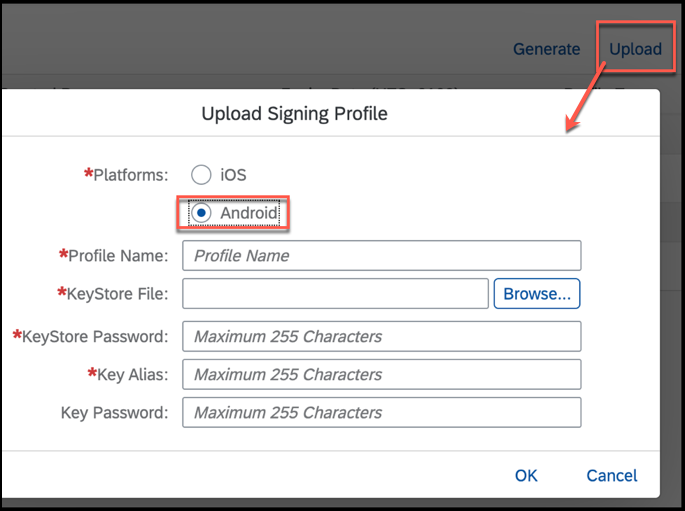 Generate Upload
Upload Signing Profile
*Platforms: iOS
Android
*Profile Name: Profile Name
*KeyStore File: Browse...
*KeyStore Password: Maximum 255 Characters
*Key Alias: Maximum 255 Characters
Key Password: Maximum 255 Characters
OK Cancel